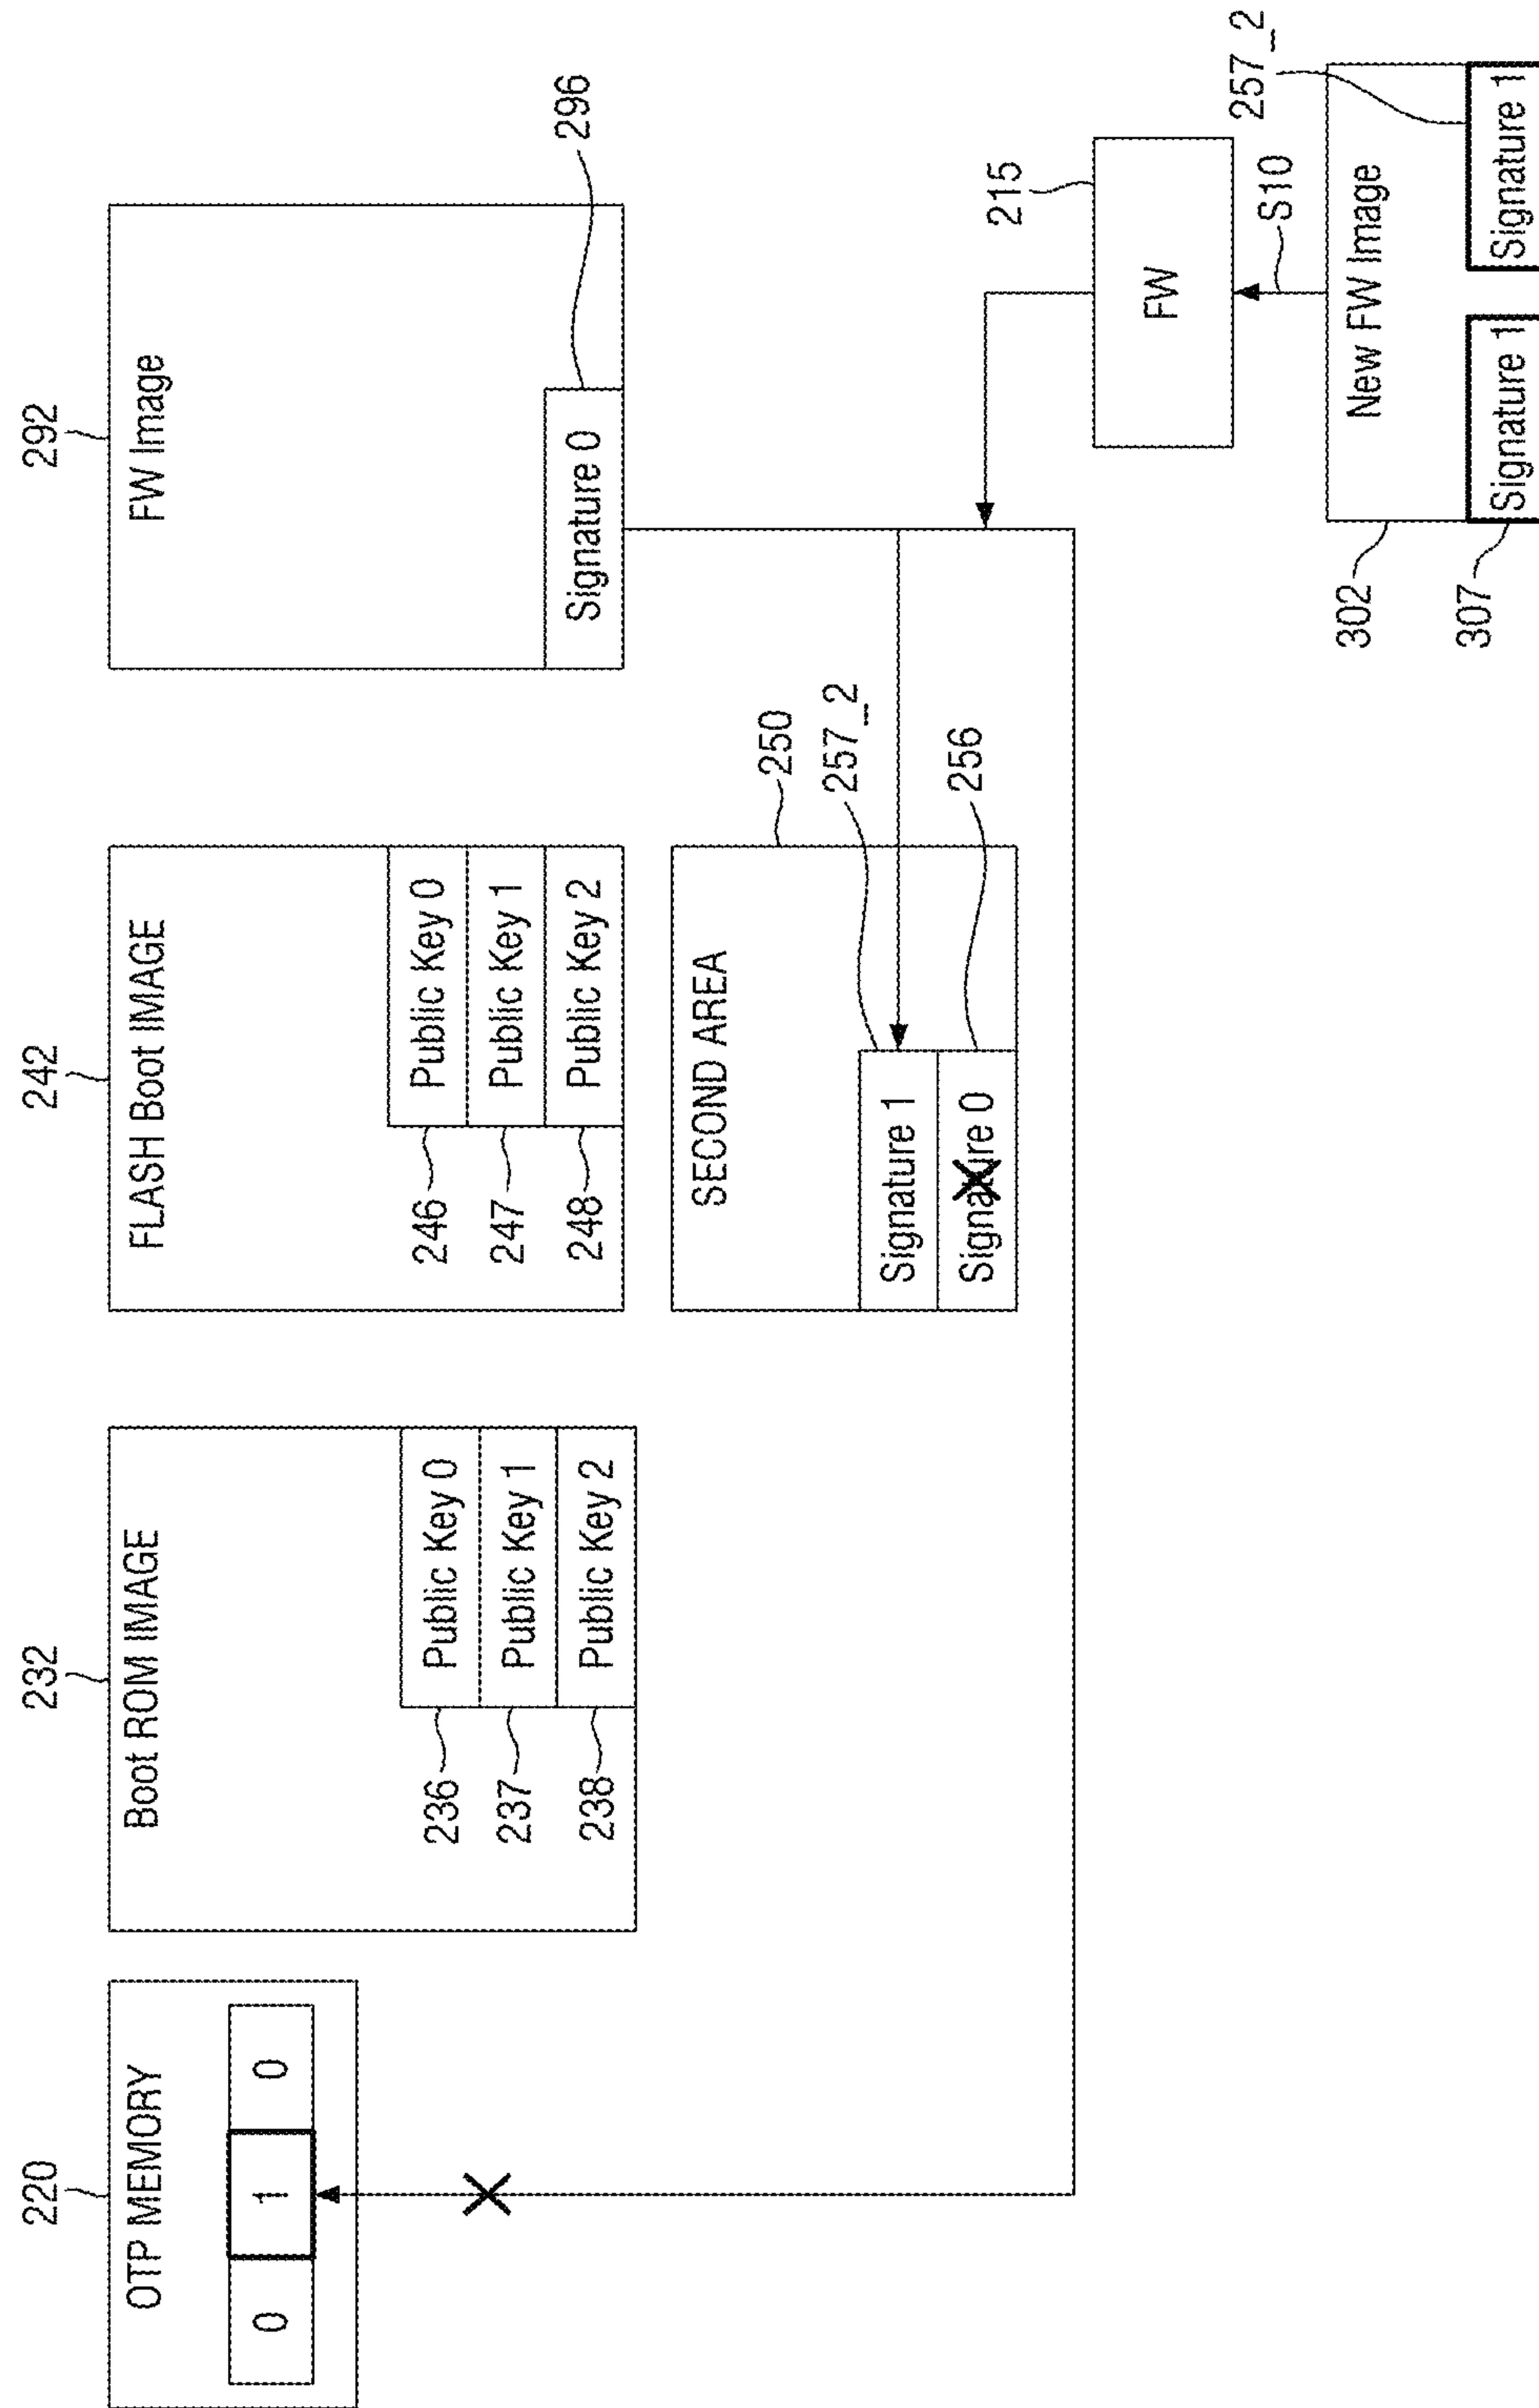 220
OTP MEMORY
0 1 0
232
Boot ROM IMAGE
236
Public Key 0
237
Public Key 1
238
Public Key 2
242
FLASH Boot IMAGE
246
Public Key 0
247
Public Key 1
248
Public Key 2
SECOND AREA
250
Signature 1
257_2
Signature 0
256
292
FW Image
Signature 0
296
FW
215
S10
302
New FW Image
257_2
307
Signature 1
Signature 1